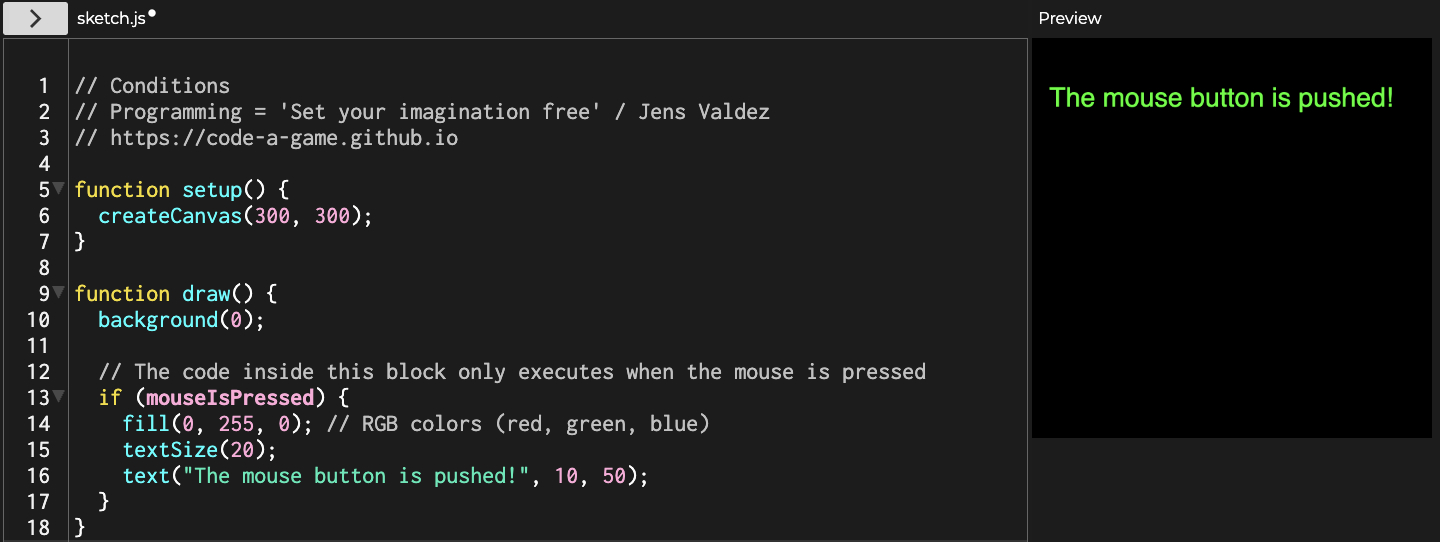 sketch.js
Preview
1 // Conditions
2 // Programming = 'Set your imagination free' / Jens Valdez
3 // https://code-a-game.github.io
4
5 function setup() {
6   createCanvas(300, 300);
7 }
8
9 function draw() {
10   background(0);
11
12   // The code inside this block only executes when the mouse is pressed
13   if (mouseIsPressed) {
14     fill(0, 255, 0); // RGB colors (red, green, blue)
15     textSize(20);
16     text("The mouse button is pushed!", 10, 50);
17   }
18 }
The mouse button is pushed!